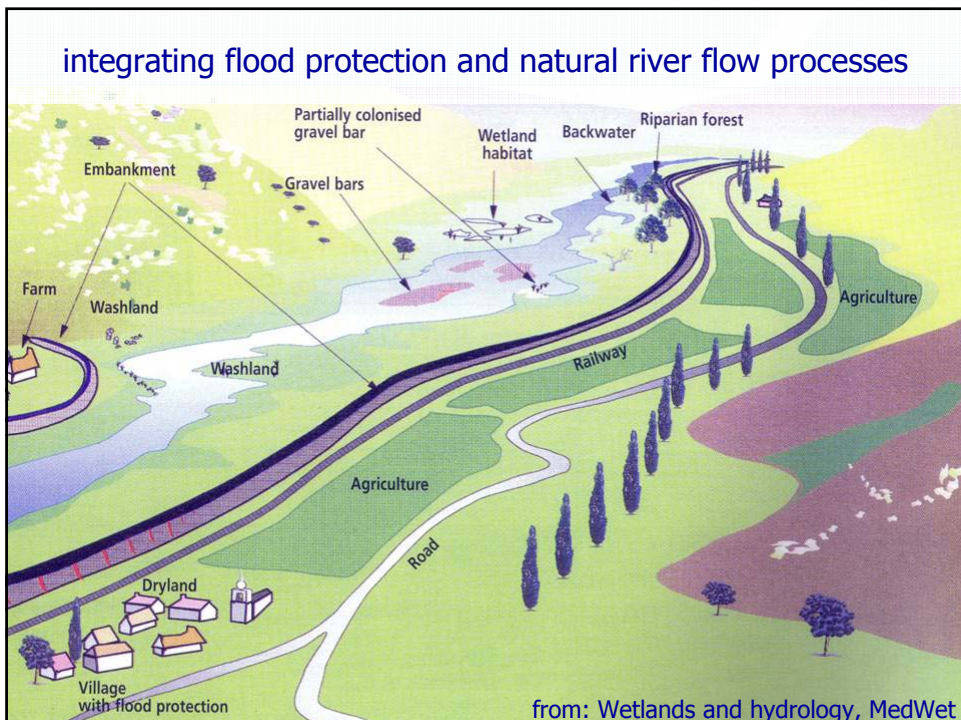 integrating flood protection and natural river flow processes
Partially colonised
gravel bar
Riparian forest
Wetland
habitat
Backwater
Embankment
Gravel bars
Farm
Washland
Agriculture
Washland
Railway
Agriculture
Road
Dryland
Village
with flood protection
from: Wetlands and hydrology, MedWet